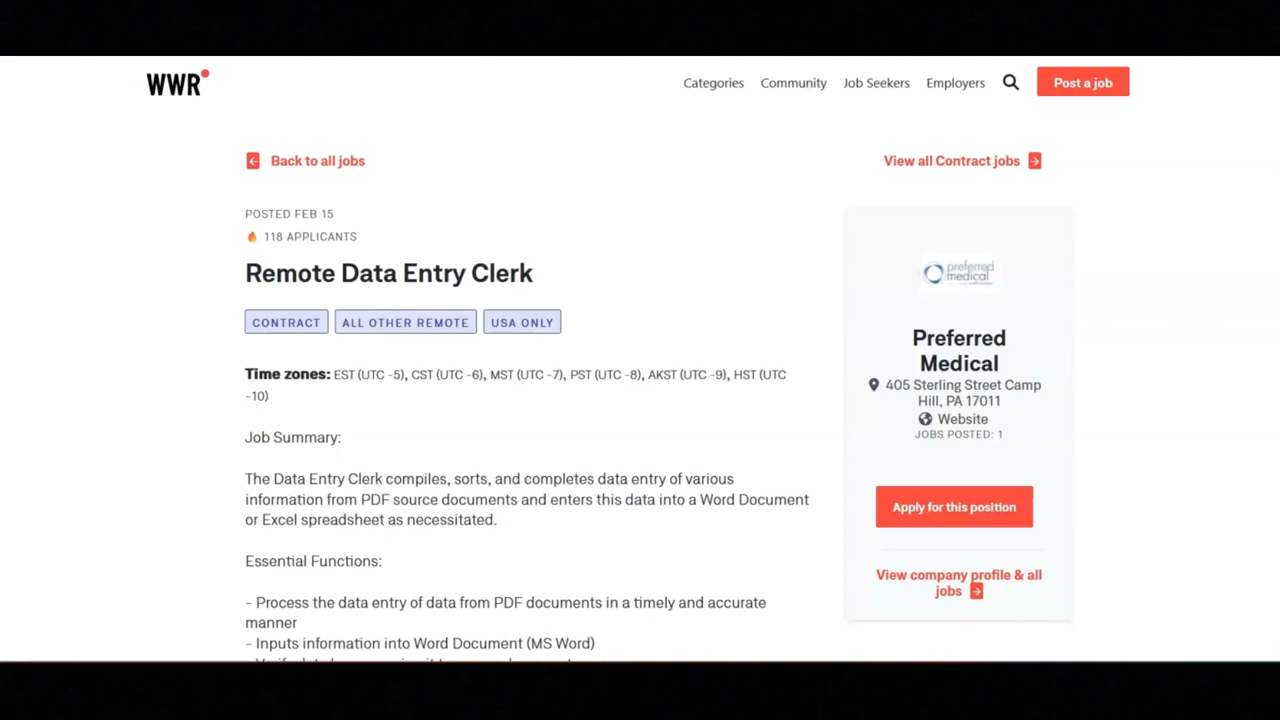 WWR
Categories
Community
Job Seekers
Employers
Post a job
Back to all jobs
View all Contract jobs
POSTED FEB 15
118 APPLICANTS
Remote Data Entry Clerk
CONTRACT
ALL OTHER REMOTE
USA ONLY
Time zones: EST (UTC -5), CST (UTC -6), MST (UTC -7), PST (UTC -8), AKST (UTC -9), HST (UTC
-10)
Job Summary:
The Data Entry Clerk compiles, sorts, and completes data entry of various
information from PDF source documents and enters this data into a Word Document
or Excel spreadsheet as necessitated.
Essential Functions:
- Process the data entry of data from PDF documents in a timely and accurate
manner
- Inputs information into Word Document (MS Word)
preferred
medical
Preferred
Medical
405 Sterling Street Camp
Hill, PA 17011
Website
JOBS POSTED: 1
Apply for this position
View company profile & all
jobs